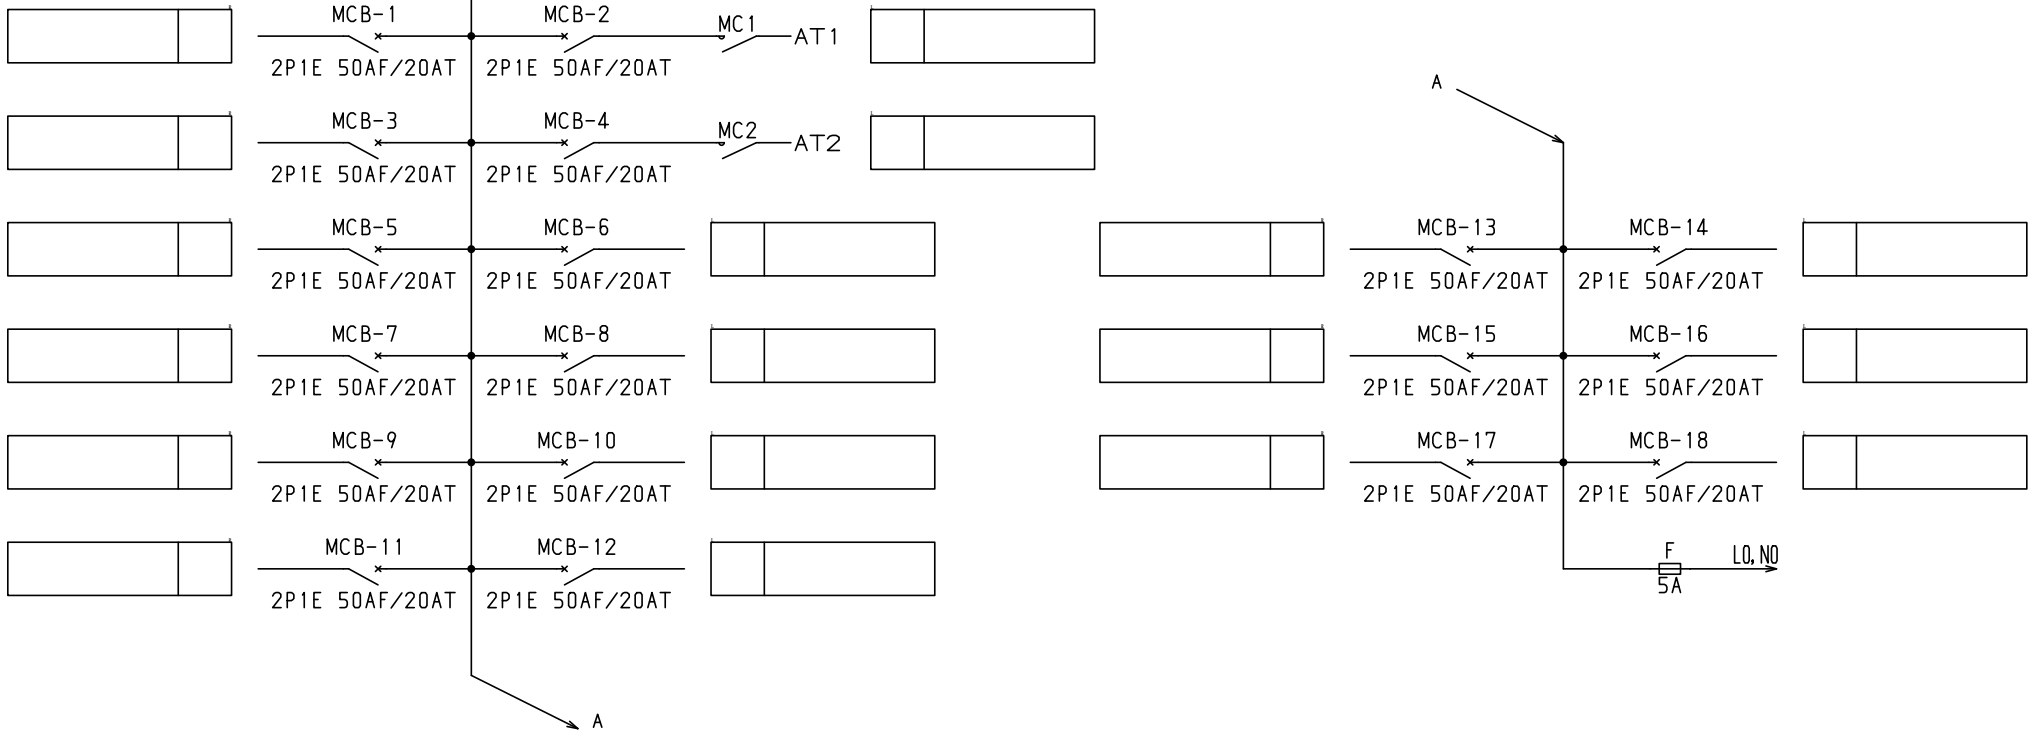 MCB-1 MCB-2 MC1 AT1
2P1E 50AF/20AT 2P1E 50AF/20AT
MCB-3 MCB-4 MC2 AT2
2P1E 50AF/20AT 2P1E 50AF/20AT
MCB-5 MCB-6
2P1E 50AF/20AT 2P1E 50AF/20AT
MCB-7 MCB-8
2P1E 50AF/20AT 2P1E 50AF/20AT
MCB-9 MCB-10
2P1E 50AF/20AT 2P1E 50AF/20AT
MCB-11 MCB-12
2P1E 50AF/20AT 2P1E 50AF/20AT
A
A
MCB-13 MCB-14
2P1E 50AF/20AT 2P1E 50AF/20AT
MCB-15 MCB-16
2P1E 50AF/20AT 2P1E 50AF/20AT
MCB-17 MCB-18
2P1E 50AF/20AT 2P1E 50AF/20AT
F L0,N0
5A